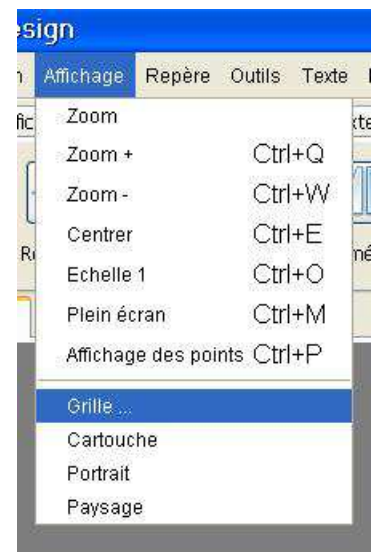 sign
Affichage Repère Outils Texte
Zoom
Zoom + Ctrl+Q
Zoom - Ctrl+W
Centrer Ctrl+E
Echelle 1 Ctrl+O
Plein écran Ctrl+M
Affichage des points Ctrl+P
Grille ...
Cartouche
Portrait
Paysage